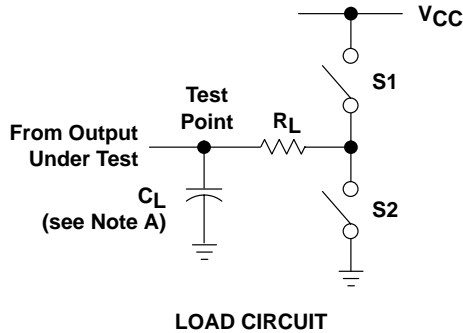 VCC
S1
Test
Point
RL
From Output
Under Test
CL
(see Note A)
S2
LOAD CIRCUIT